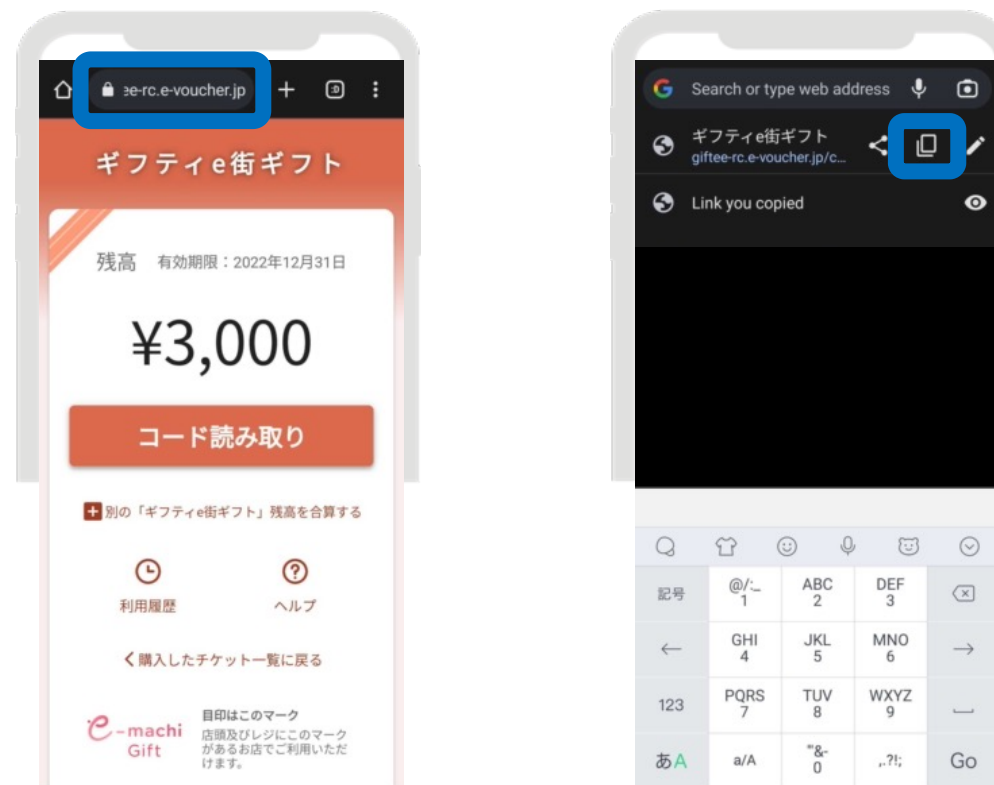 ee-rc.e-voucher.jp
:D
ギフティe街ギフト
残高 有効期限：2022年12月31日
¥3,000
コード読み取り
別の「ギフティe街ギフト」残高を合算する
利用履歴
ヘルプ
購入したチケット一覧に戻る
e-machi
Gift
目印はこのマーク
店頭及びレジにこのマーク
があるお店でご利用いただ
けます。
Search or type web address
ギフティe街ギフト
giftee-rc.e-voucher.jp/c...
Link you copied
記号
@/:_
1
ABC
2
DEF
3
GHI
4
JKL
5
MNO
6
123
PQRS
7
TUV
8
WXYZ
9
あA
a/A
"'&-
0
,.?!;
Go